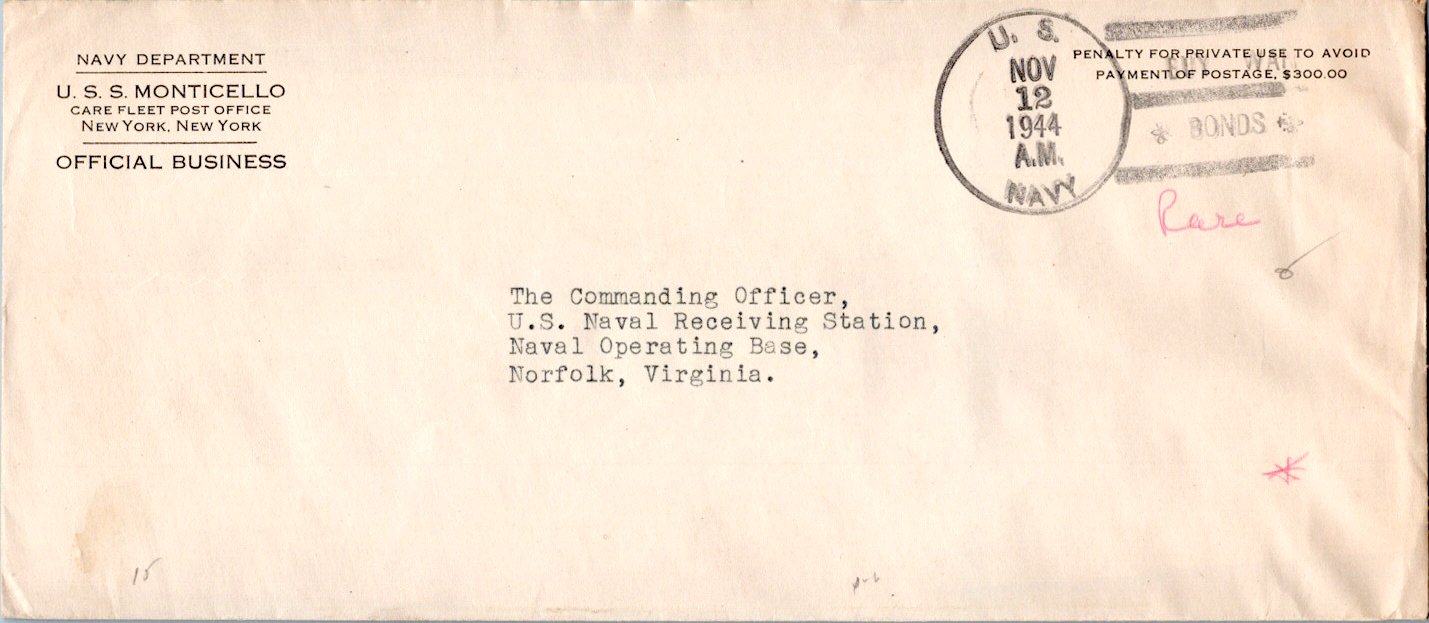 NAVY DEPARTMENT
U. S. S. MONTICELLO
CARE FLEET POST OFFICE
NEW YORK, NEW YORK
OFFICIAL BUSINESS
U. S.
NOV
12
1944
A.M.
NAVY
PENALTY FOR PRIVATE USE TO AVOID
PAYMENT OF POSTAGE, $300.00
BUY WAR
* BONDS *
Rare
The Commanding Officer,
U.S. Naval Receiving Station,
Naval Operating Base,
Norfolk, Virginia.
15